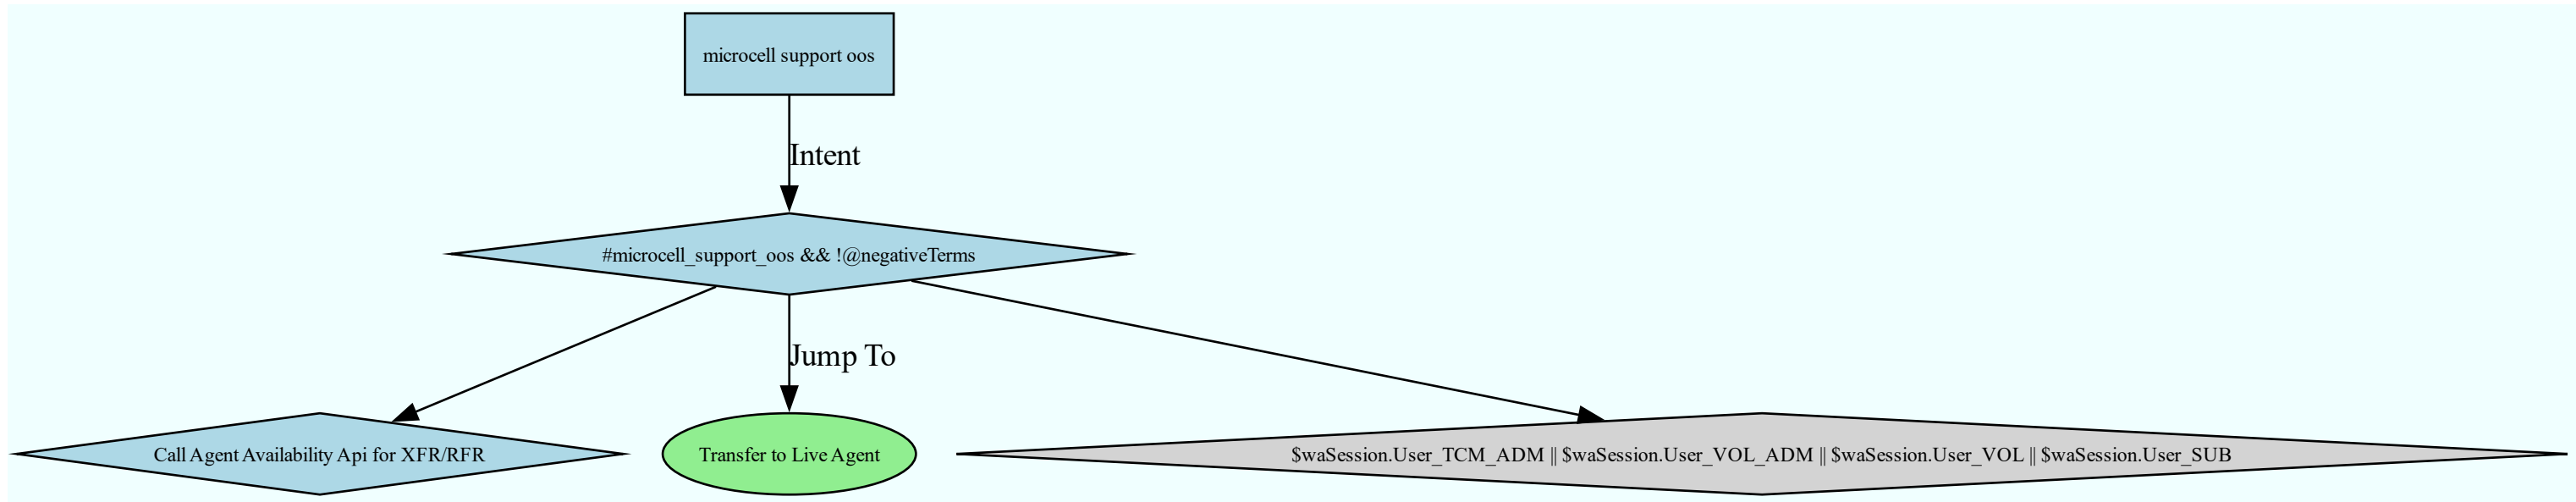 microcell support oos
Intent
#microcell_support_oos && !@negativeTerms
Jump To
Call Agent Availability Api for XFR/RFR
Transfer to Live Agent
$waSession.User_TCM_ADM || $waSession.User_VOL_ADM || $waSession.User_VOL || $waSession.User_SUB